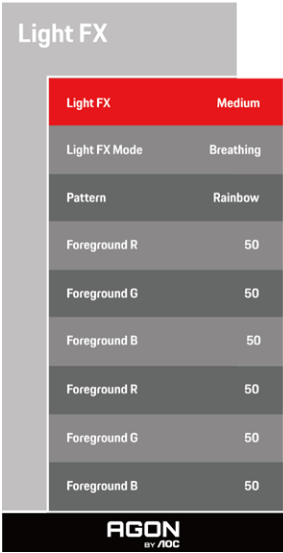 Light FX
Light FX Medium
Light FX Mode Breathing
Pattern Rainbow
Foreground R 50
Foreground G 50
Foreground B 50
Foreground R 50
Foreground G 50
Foreground B 50
AGON
BY AOC